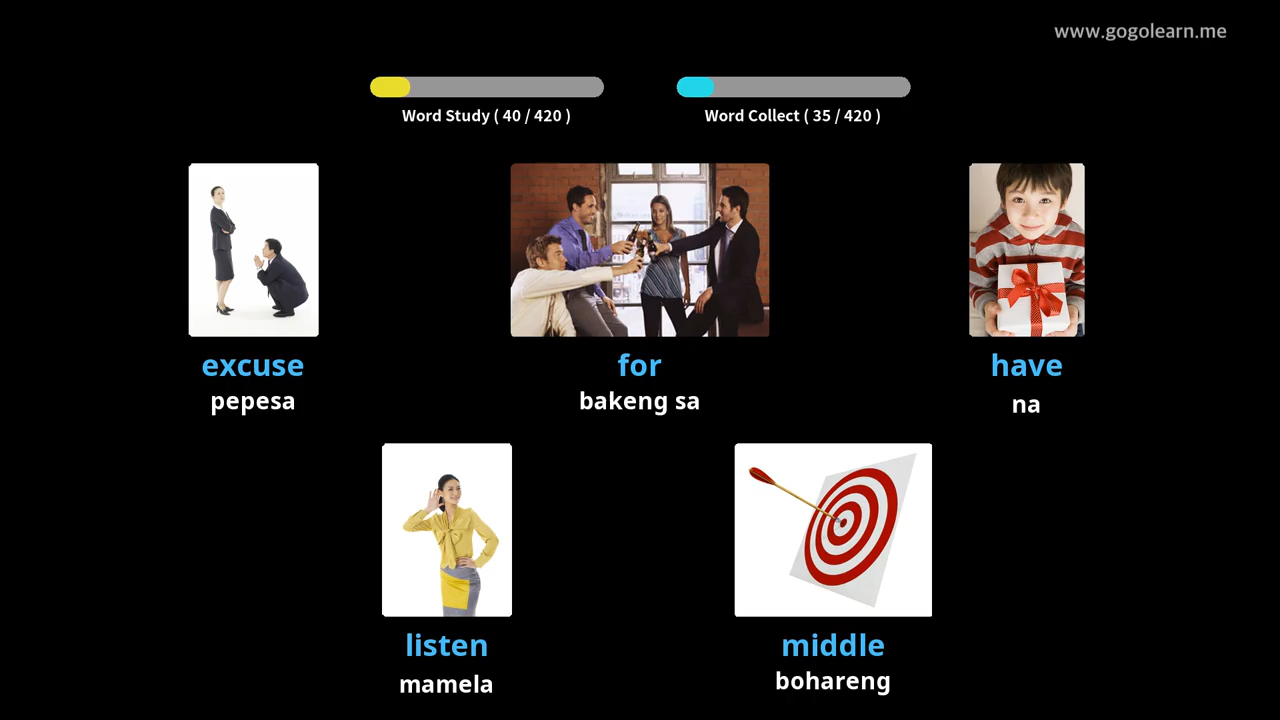 www.gogolearn.me
Word Study ( 40 / 420 )
Word Collect ( 35 / 420 )
excuse
pepesa
for
bakeng sa
have
na
listen
mamela
middle
bohareng